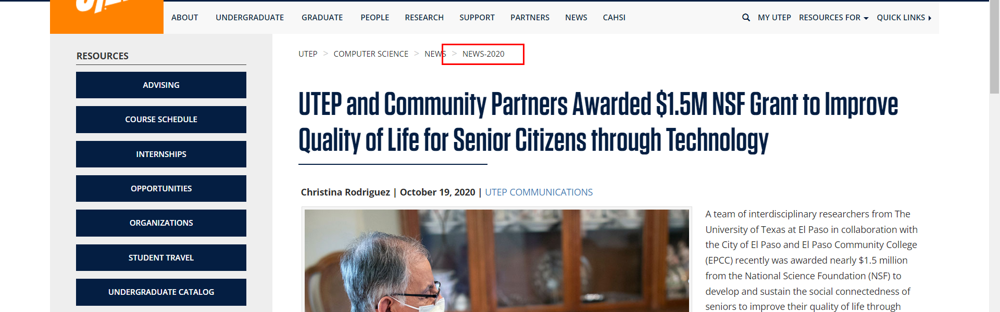 ABOUT UNDERGRADUATE GRADUATE PEOPLE RESEARCH SUPPORT PARTNERS NEWS CAHSI MY UTEP RESOURCES FOR QUICK LINKS
RESOURCES
ADVISING
COURSE SCHEDULE
INTERNSHIPS
OPPORTUNITIES
ORGANIZATIONS
STUDENT TRAVEL
UNDERGRADUATE CATALOG
UTEP > COMPUTER SCIENCE > NEWS > NEWS-2020
UTEP and Community Partners Awarded $1.5M NSF Grant to Improve
Quality of Life for Senior Citizens through Technology
Christina Rodriguez | October 19, 2020 | UTEP COMMUNICATIONS
A team of interdisciplinary researchers from The
University of Texas at El Paso in collaboration with
the City of El Paso and El Paso Community College
(EPCC) recently was awarded nearly $1.5 million
from the National Science Foundation (NSF) to
develop and sustain the social connectedness of
seniors to improve their quality of life through